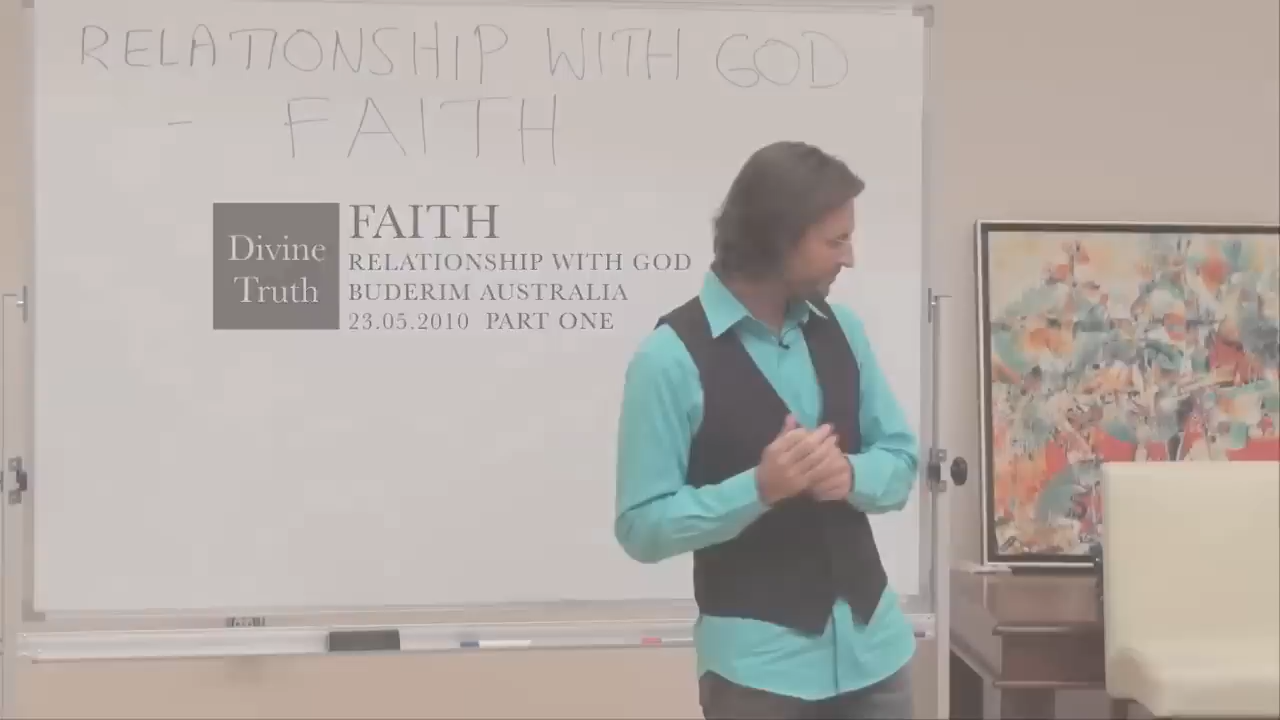 RELATIONSHIP WITH GOD
- FAITH
Divine
Truth
FAITH
RELATIONSHIP WITH GOD
BUDERIM AUSTRALIA
23.05.2010 PART ONE